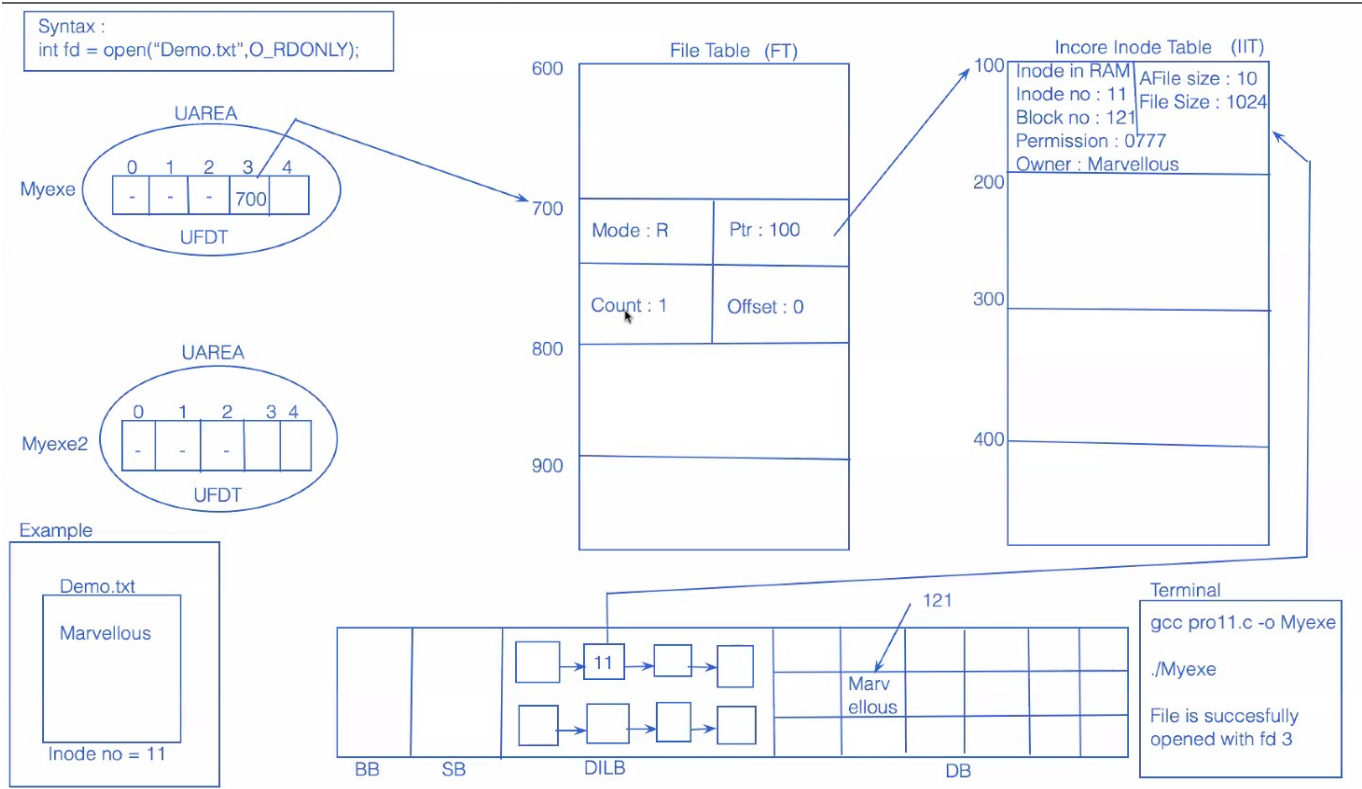 Syntax :
int fd = open(“Demo.txt”,O_RDONLY);
UAREA
0 1 2 3 4
Myexe
- - - 700
UFDT
UAREA
0 1 2 3 4
Myexe2
- - -
UFDT
Example
Demo.txt
Marvellous
Inode no = 11
File Table (FT)
600
700
Mode : R
Ptr : 100
Count : 1
Offset : 0
800
900
Incore Inode Table (IIT)
100
Inode in RAM
Inode no : 11
Block no : 121
Permission : 0777
Owner : Marvellous
AFile size : 10
File Size : 1024
200
300
400
121
11
Marv
ellous
BB SB DILB DB
Terminal
gcc pro11.c -o Myexe
./Myexe
File is succesfully
opened with fd 3